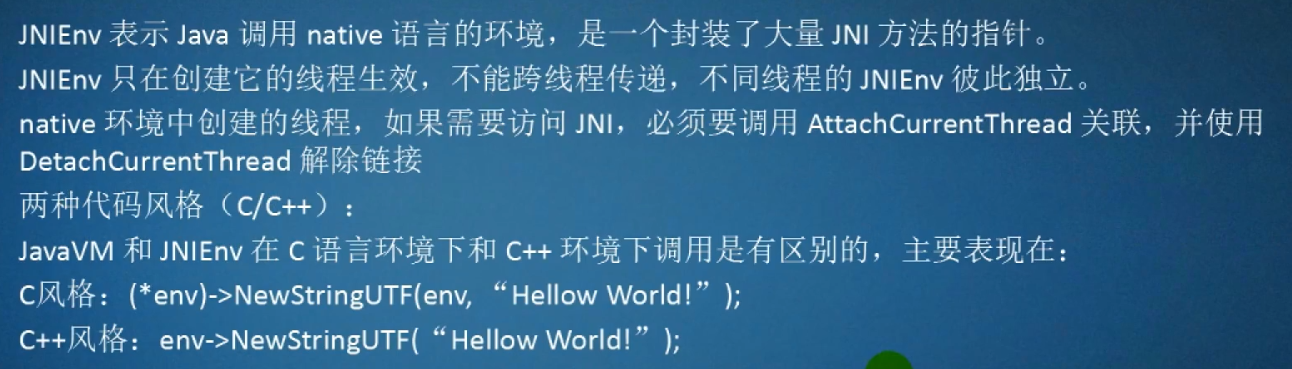 JNIEnv 表示 Java 调用 native 语言的环境，是一个封装了大量 JNI 方法的指针。
JNIEnv 只在创建它的线程生效，不能跨线程传递，不同线程的 JNIEnv 彼此独立。
native 环境中创建的线程，如果需要访问 JNI，必须要调用 AttachCurrentThread 关联，并使用
DetachCurrentThread 解除链接
两种代码风格（C/C++）：
JavaVM 和 JNIEnv 在 C 语言环境下和 C++ 环境下调用是有区别的，主要表现在：
C风格：(*env)->NewStringUTF(env, “Hellow World!”);
C++风格：env->NewStringUTF(“Hellow World!”);